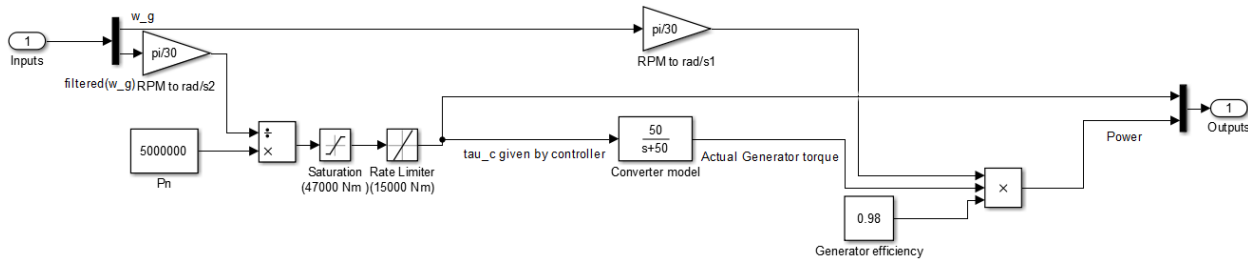 w_g
1
Inputs
pi/30
pi/30
RPM to rad/s1
filtered(w_g)
RPM to rad/s2
1
Outputs
÷
×
5000000
Pn
Saturation
(47000 Nm )
Rate Limiter
(15000 Nm)
tau_c given by controller
50
s+50
Converter model
Actual Generator torque
Power
×
0.98
Generator efficiency